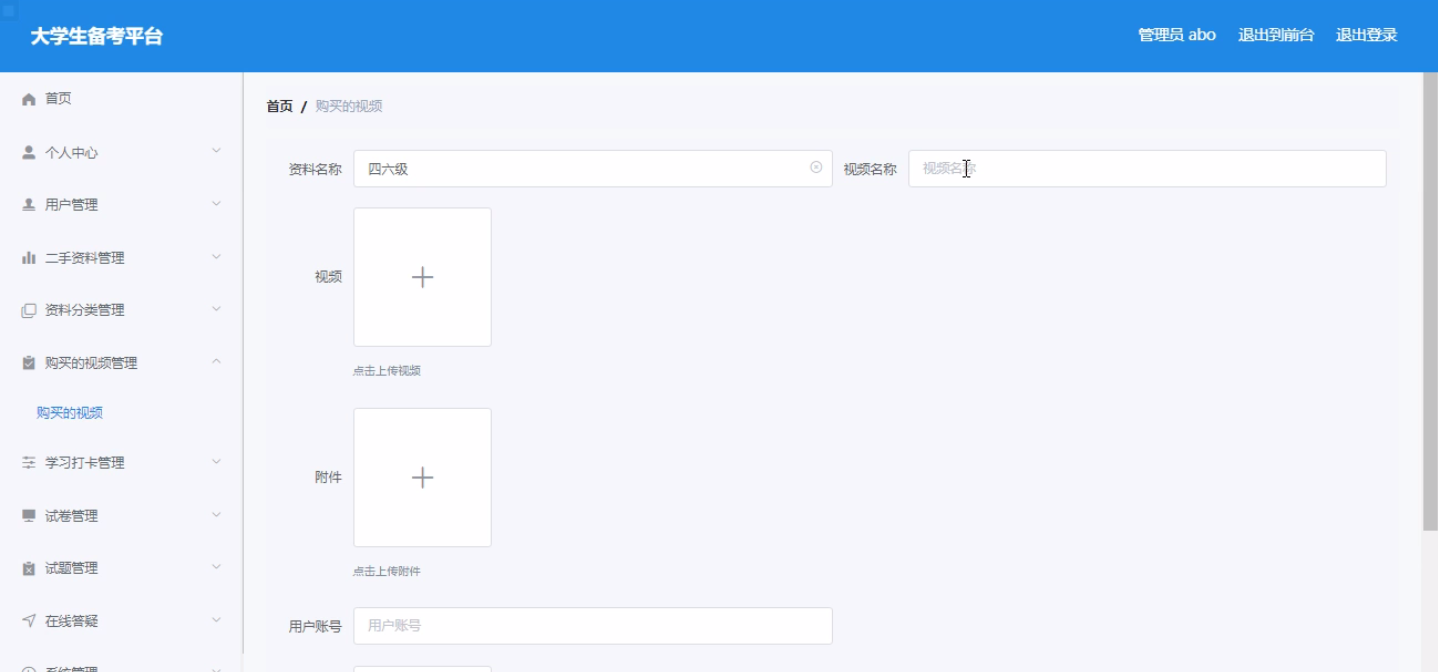 大学生备考平台
管理员 abo 退出到前台 退出登录
首页
个人中心
用户管理
二手资料管理
资料分类管理
购买的视频管理
购买的视频
学习打卡管理
试卷管理
试题管理
在线答疑
系统管理
首页 / 购买的视频
资料名称 四六级 视频名称 视频名称
视频
点击上传视频
附件
点击上传附件
用户账号 用户账号